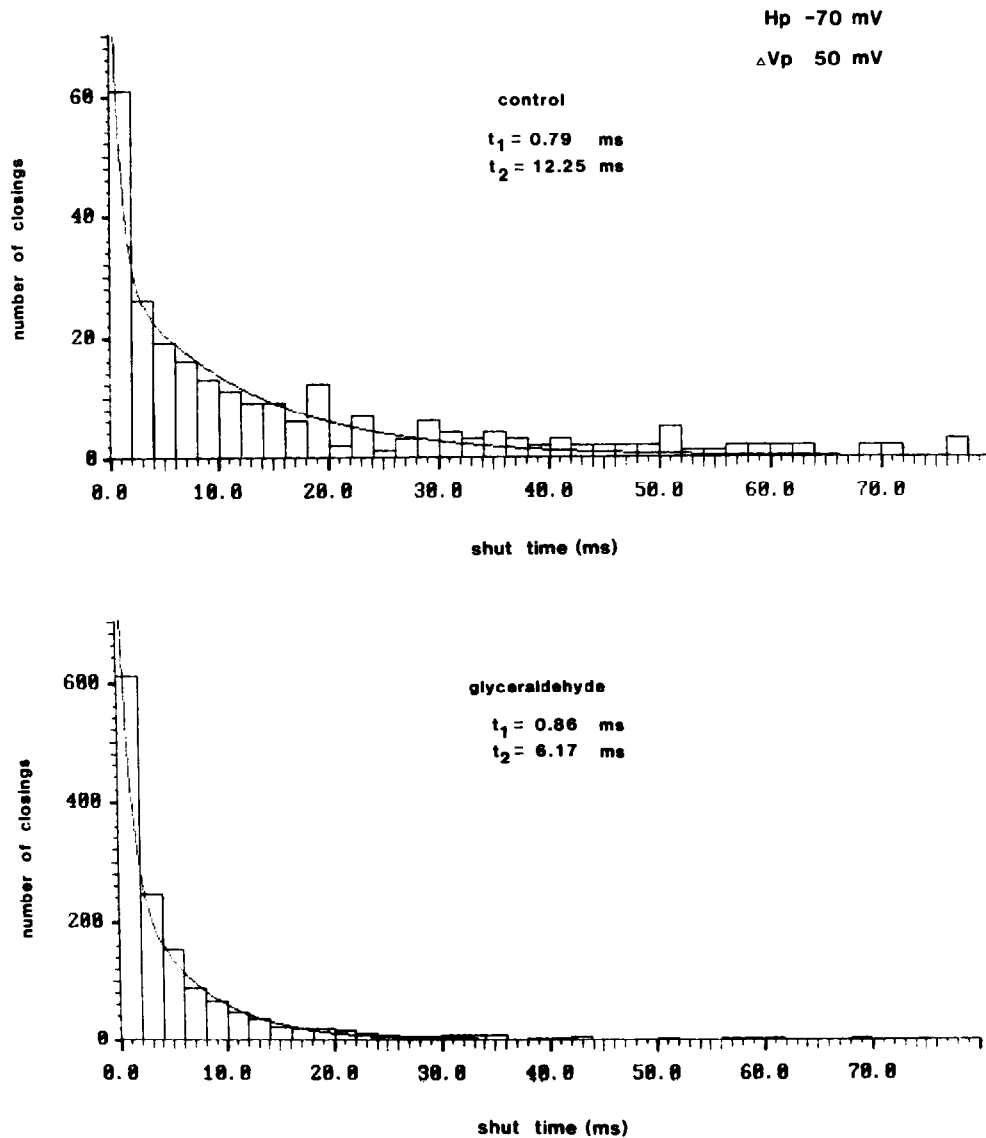 Hp -70 mV
△Vp 50 mV
control
t1 = 0.79 ms
t2 = 12.25 ms
number of closings
60
40
20
0
0.0 10.0 20.0 30.0 40.0 50.0 60.0 70.0
shut time (ms)
glyceraldehyde
t1 = 0.86 ms
t2 = 6.17 ms
number of closings
600
400
200
0
0.0 10.0 20.0 30.0 40.0 50.0 60.0 70.0
shut time (ms)